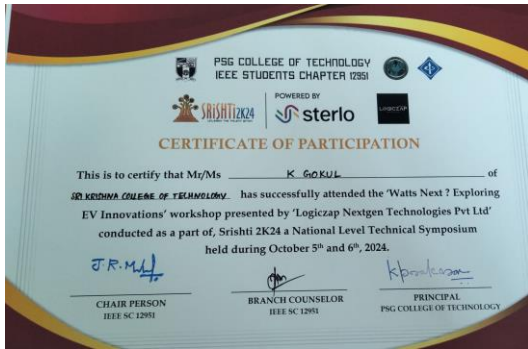 PSG COLLEGE OF TECHNOLOGY
IEEE STUDENTS CHAPTER 12951
SRISHTI2K24
POWERED BY
sterlo
LOGICZAP
CERTIFICATE OF PARTICIPATION
This is to certify that Mr/Ms K GOKUL of
SRI KRISHNA COLLEGE OF TECHNOLOGY has successfully attended the 'Watts Next ? Exploring
EV Innovations' workshop presented by 'Logiczap Nextgen Technologies Pvt Ltd'
conducted as a part of, Srishti 2K24 a National Level Technical Symposium
held during October 5th and 6th, 2024.
CHAIR PERSON
IEEE SC 12951
BRANCH COUNSELOR
IEEE SC 12951
PRINCIPAL
PSG COLLEGE OF TECHNOLOGY